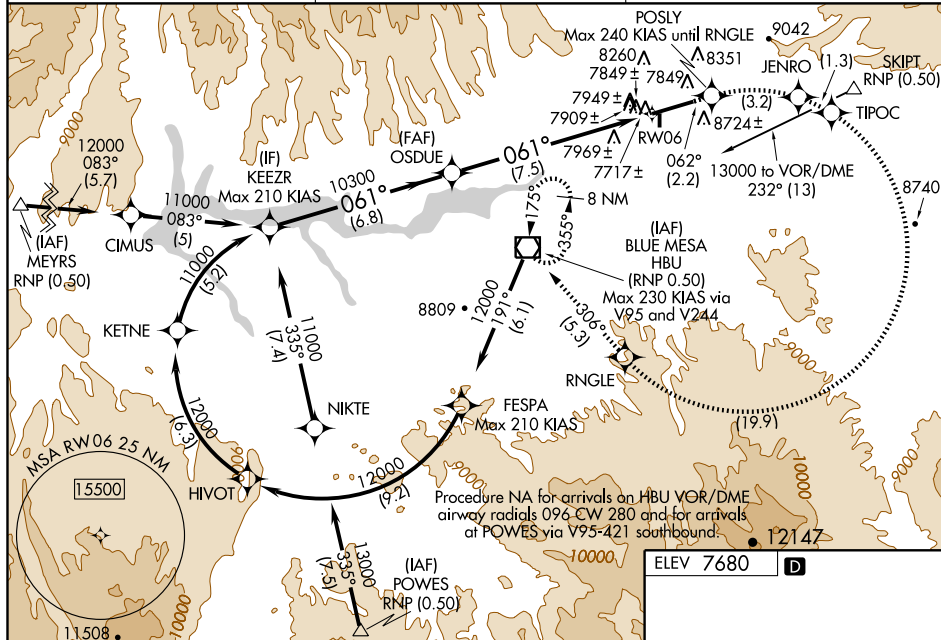 POSLY
Max 240 KIAS until RNGLE
9042
8260
8351
7849±
7849
JENRO
(1.3)
SKIPT
RNP (0.50)
7949±
7909±
RW06
(3.2)
TIPOC
8724±
7969±
7717±
062°
(2.2)
13000 to VOR/DME
232° (13)
9000
12000
083°
(5.7)
(IF)
KEEZR
Max 210 KIAS
(FAF)
OSDUE
10300
061°
(6.8)
061°
(7.5)
11000
083°
(5)
175°
355°
8 NM
8740
(IAF)
MEYRS
RNP (0.50)
CIMUS
(IAF)
BLUE MESA
HBU
(RNP 0.50)
Max 230 KIAS via
V95 and V244
11000
(5.2)
12000
191°
(6.1)
8809
306°
(5.3)
KETNE
11000
335°
(7.4)
9000
RNGLE
NIKTE
FESPA
Max 210 KIAS
(19.9)
12000
(6.3)
9000
12000
(9.2)
9000
10000
MSA RW06 25 NM
15500
HIVOT
Procedure NA for arrivals on HBU VOR/DME
airway radials 096 CW 280 and for arrivals
at POWES via V95-421 southbound.
12147
10000
13000
335°
(7.5)
(IAF)
POWES
RNP (0.50)
ELEV 7680 D
10000
11508